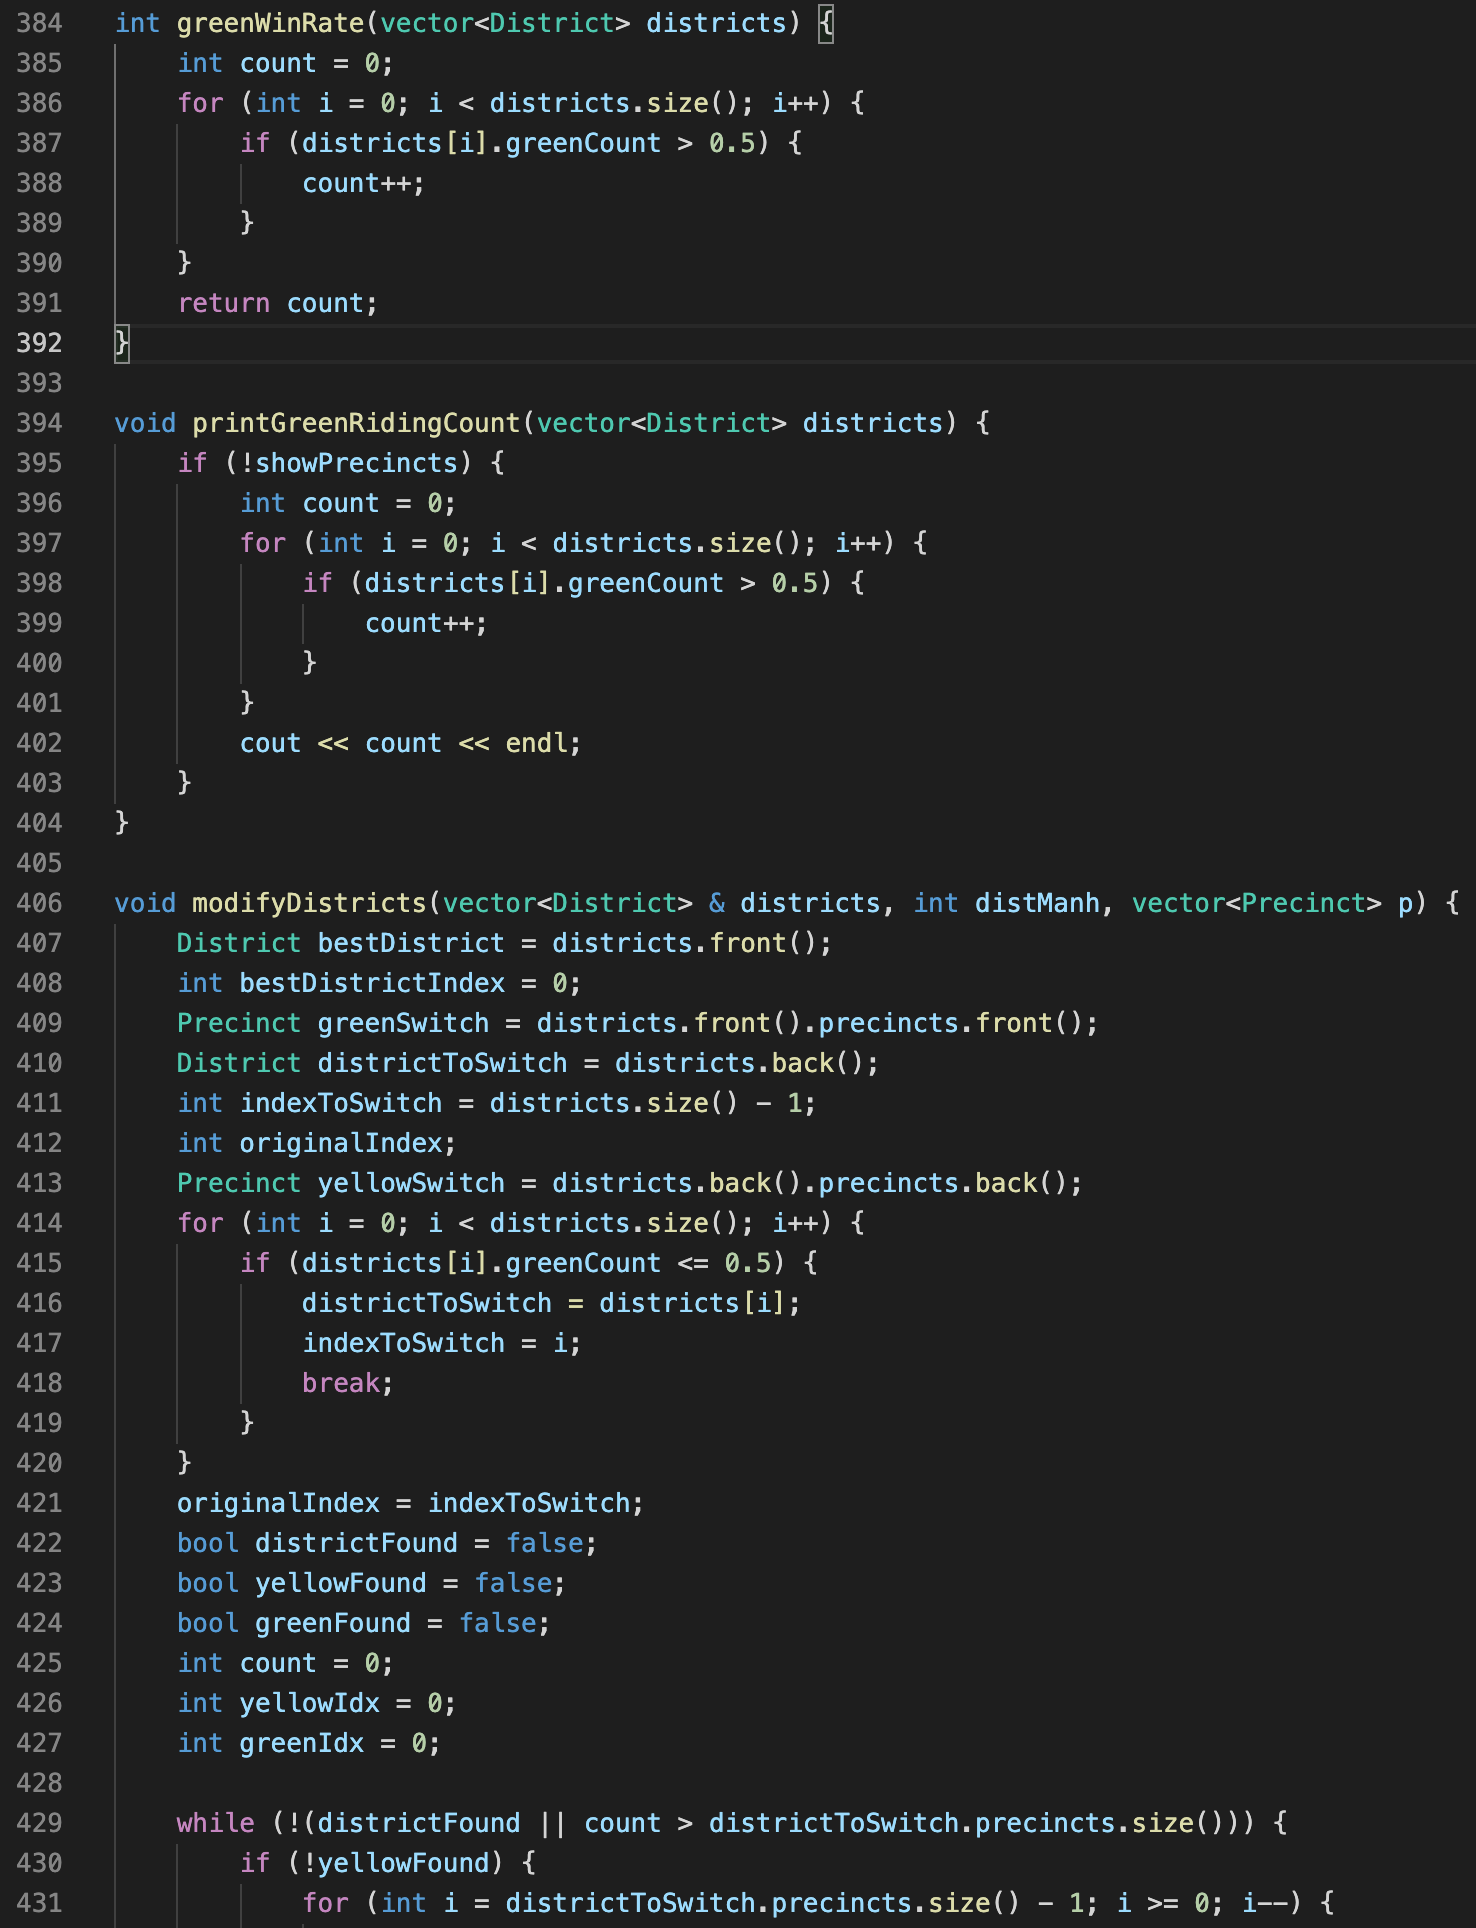 384 int greenWinRate(vector<District> districts) {
385     int count = 0;
386     for (int i = 0; i < districts.size(); i++) {
387         if (districts[i].greenCount > 0.5) {
388             count++;
389         }
390     }
391     return count;
392 }
393
394 void printGreenRidingCount(vector<District> districts) {
395     if (!showPrecincts) {
396         int count = 0;
397         for (int i = 0; i < districts.size(); i++) {
398             if (districts[i].greenCount > 0.5) {
399                 count++;
400             }
401         }
402         cout << count << endl;
403     }
404 }
405
406 void modifyDistricts(vector<District> & districts, int distManh, vector<Precinct> p) {
407     District bestDistrict = districts.front();
408     int bestDistrictIndex = 0;
409     Precinct greenSwitch = districts.front().precincts.front();
410     District districtToSwitch = districts.back();
411     int indexToSwitch = districts.size() - 1;
412     int originalIndex;
413     Precinct yellowSwitch = districts.back().precincts.back();
414     for (int i = 0; i < districts.size(); i++) {
415         if (districts[i].greenCount <= 0.5) {
416             districtToSwitch = districts[i];
417             indexToSwitch = i;
418             break;
419         }
420     }
421     originalIndex = indexToSwitch;
422     bool districtFound = false;
423     bool yellowFound = false;
424     bool greenFound = false;
425     int count = 0;
426     int yellowIdx = 0;
427     int greenIdx = 0;
428
429     while (!(districtFound || count > districtToSwitch.precincts.size())) {
430         if (!yellowFound) {
431             for (int i = districtToSwitch.precincts.size() - 1; i >= 0; i--) {